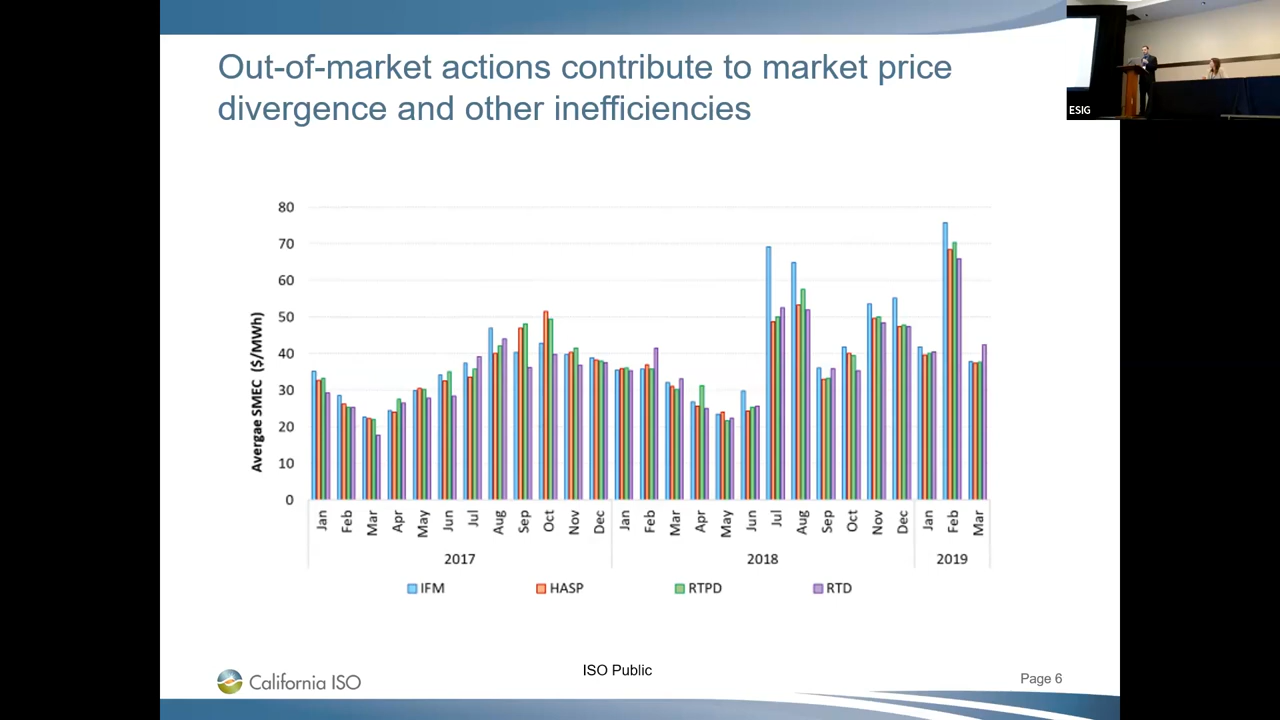 Out-of-market actions contribute to market price
divergence and other inefficiencies
ESIG
80
70
60
50
40
30
20
10
0
Avergae SMEC ($/MWh)
Jan Feb Mar Apr May Jun Jul Aug Sep Oct Nov Dec Jan Feb Mar Apr May Jun Jul Aug Sep Oct Nov Dec Jan Feb Mar
2017 2018 2019
IFM HASP RTPD RTD
California ISO
ISO Public
Page 6